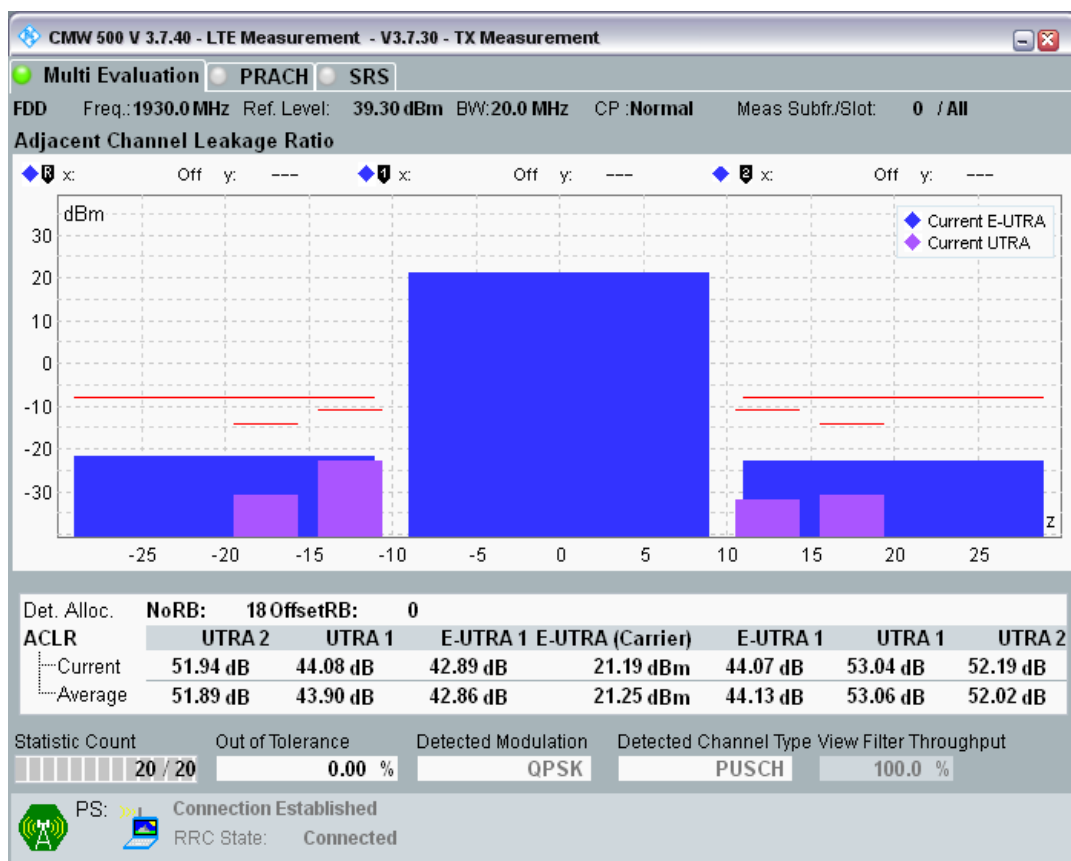 CMW 500 V 3.7.40 - LTE Measurement - V3.7.30 - TX Measurement
Multi Evaluation PRACH SRS
FDD Freq.: 1930.0 MHz Ref. Level: 39.30 dBm BW: 20.0 MHz CP : Normal Meas Subfr./Slot: 0 / All
Adjacent Channel Leakage Ratio
R x: Off y: --- 1 x: Off y: --- 2 x: Off y: ---
dBm
Current E-UTRA
Current UTRA
30
20
10
0
-10
-20
-30
z
-25 -20 -15 -10 -5 0 5 10 15 20 25
Det. Alloc. NoRB: 18 OffsetRB: 0
ACLR UTRA 2 UTRA 1 E-UTRA 1 E-UTRA (Carrier) E-UTRA 1 UTRA 1 UTRA 2
Current 51.94 dB 44.08 dB 42.89 dB 21.19 dBm 44.07 dB 53.04 dB 52.19 dB
Average 51.89 dB 43.90 dB 42.86 dB 21.25 dBm 44.13 dB 53.06 dB 52.02 dB
Statistic Count Out of Tolerance Detected Modulation Detected Channel Type View Filter Throughput
20 / 20 0.00 % QPSK PUSCH 100.0 %
PS: Connection Established
RRC State: Connected